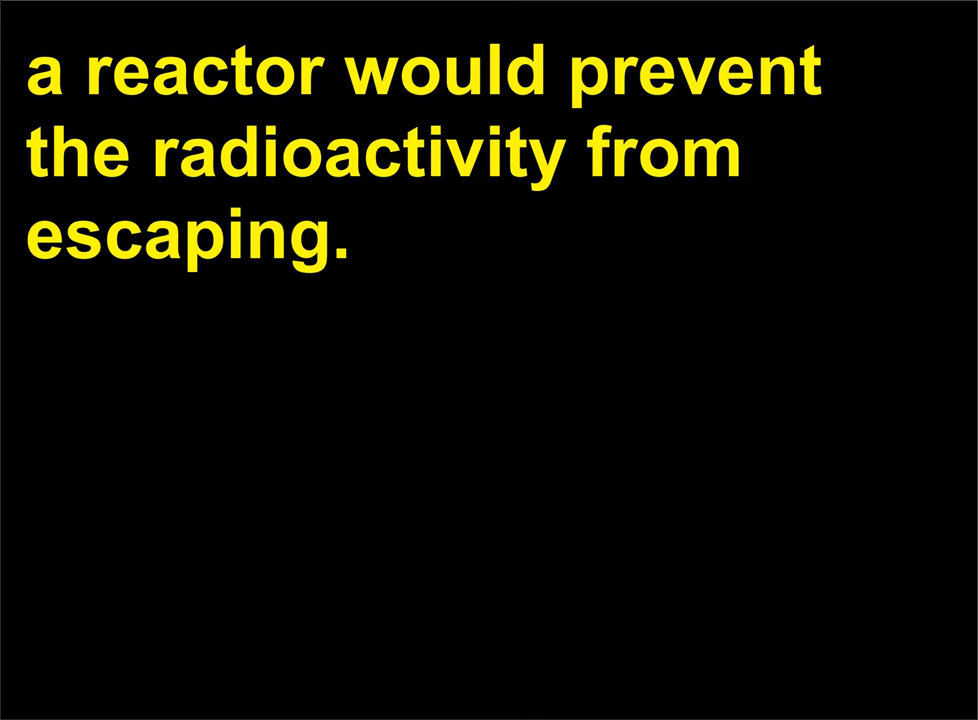 a reactor would prevent
the radioactivity from
escaping.